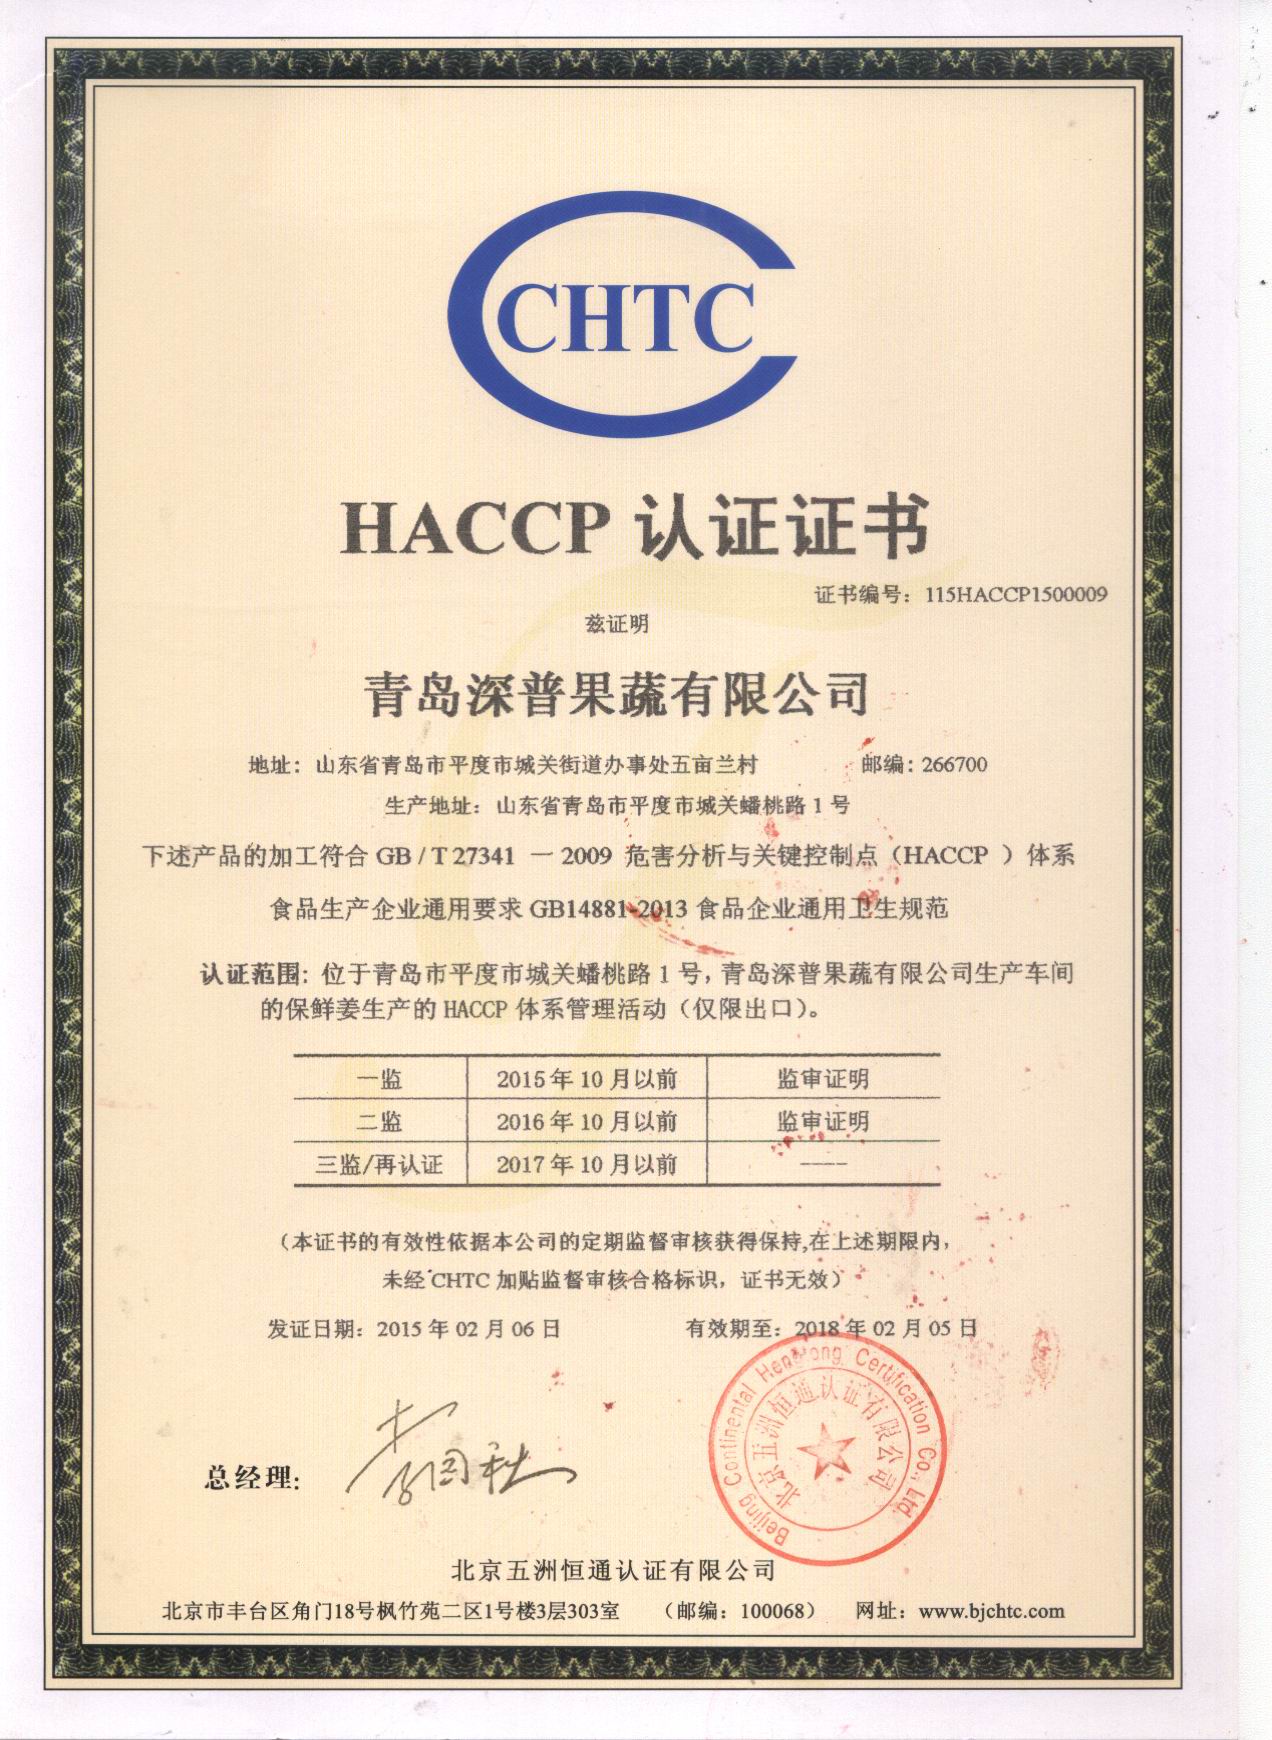 CHTC
HACCP 认证证书
证书编号：115HACCP1500009
兹证明
青岛深普果蔬有限公司
地址：山东省青岛市平度市城关街道办事处五亩兰村 邮编：266700
生产地址：山东省青岛市平度市城关蟠桃路 1 号
下述产品的加工符合 GB / T 27341 — 2009 危害分析与关键控制点（HACCP ）体系
食品生产企业通用要求 GB14881-2013 食品企业通用卫生规范
认证范围：位于青岛市平度市城关蟠桃路 1 号，青岛深普果蔬有限公司生产车间
的保鲜姜生产的 HACCP 体系管理活动（仅限出口）。
一监 2015 年 10 月以前 监审证明
二监 2016 年 10 月以前 监审证明
三监/再认证 2017 年 10 月以前 ----
（本证书的有效性依据本公司的定期监督审核获得保持,在上述期限内，
未经 CHTC 加贴监督审核合格标识，证书无效）
发证日期：2015 年 02 月 06 日 有效期至：2018 年 02 月 05 日
Beijing Continental Hengtong Certification Co., Ltd
北京五洲恒通认证有限公司
总经理：
北京五洲恒通认证有限公司
北京市丰台区角门18号枫竹苑二区1号楼3层303室 （邮编：100068） 网址：www.bjchtc.com